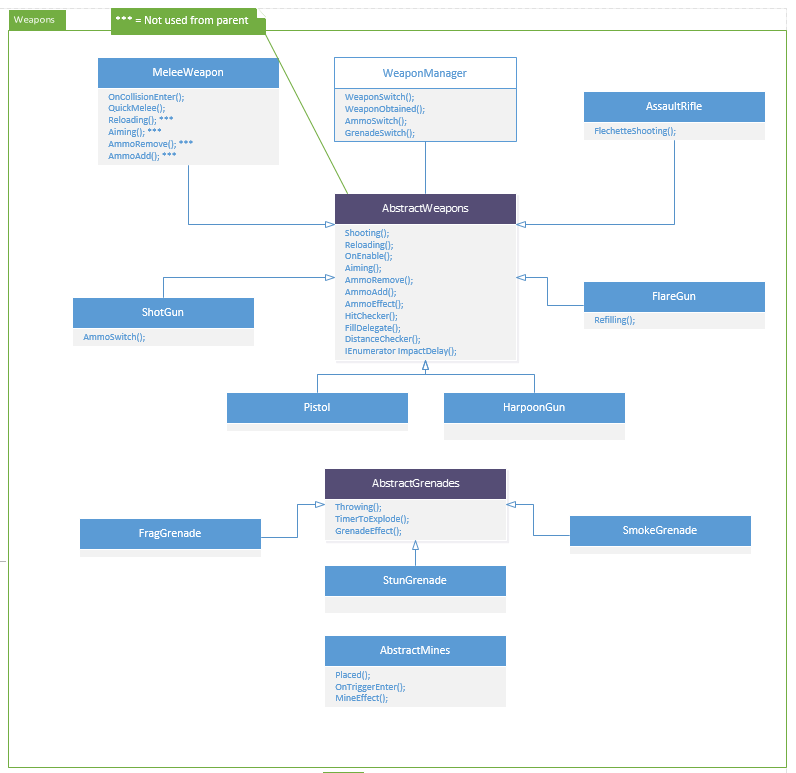 Weapons
*** = Not used from parent
MeleeWeapon
OnCollisionEnter();
QuickMelee();
Reloading(); ***
Aiming(); ***
AmmoRemove(); ***
AmmoAdd(); ***
WeaponManager
WeaponSwitch();
WeaponObtained();
AmmoSwitch();
GrenadeSwitch();
AssaultRifle
FlechetteShooting();
AbstractWeapons
Shooting();
Reloading();
OnEnable();
Aiming();
AmmoRemove();
AmmoAdd();
AmmoEffect();
HitChecker();
FillDelegate();
DistanceChecker();
IEnumerator ImpactDelay();
ShotGun
AmmoSwitch();
FlareGun
Refilling();
Pistol
HarpoonGun
AbstractGrenades
Throwing();
TimerToExplode();
GrenadeEffect();
FragGrenade
SmokeGrenade
StunGrenade
AbstractMines
Placed();
OnTriggerEnter();
MineEffect();